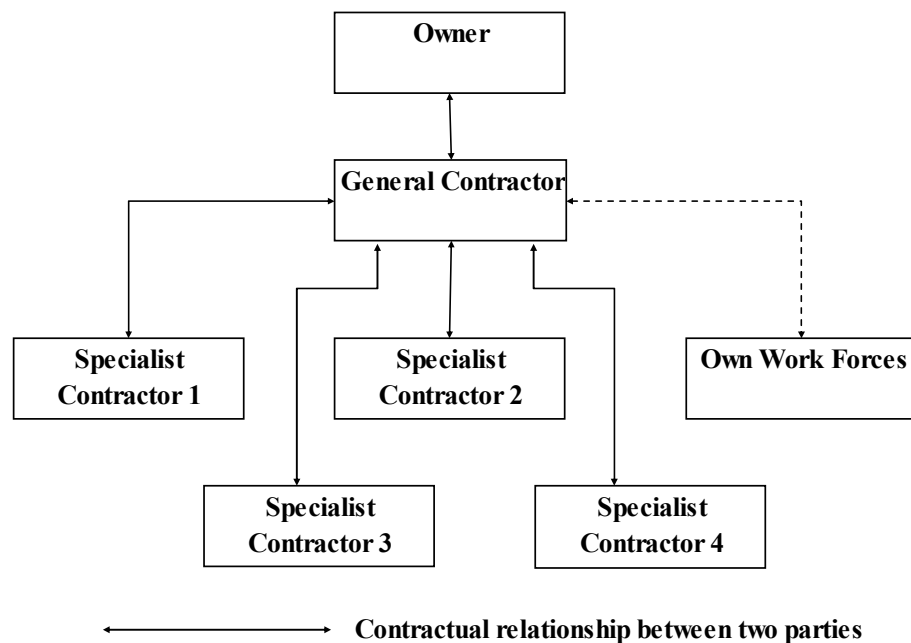 Owner
General Contractor
Specialist
Contractor 1
Specialist
Contractor 2
Own Work Forces
Specialist
Contractor 3
Specialist
Contractor 4
Contractual relationship between two parties